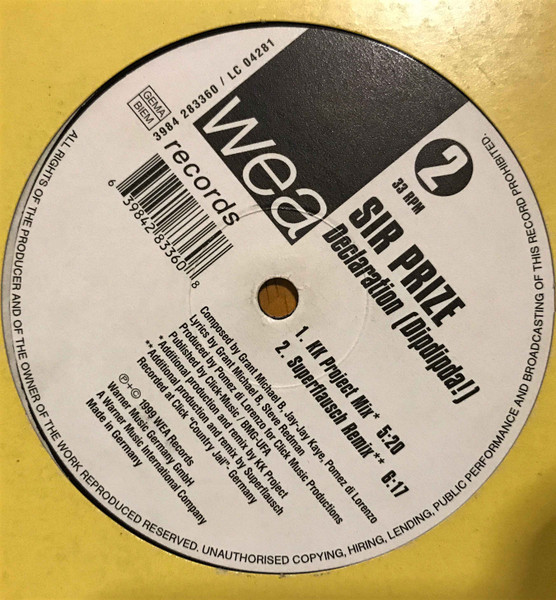 wea
records
GEMA
BIEM
3984 283360 / LC 04281
6 39842 83360 8
2
33 RPM
SIR PRIZE
Declaration (Dipdipda!)
1. KK Project Mix* 5:20
2. Superflausch Remix** 6:17
Composed by Grant Michael B, Jay-Jay Kaye, Pomez di Lorenzo
Lyrics by Grant Michael B, Steve Redman
Produced by Pomez di Lorenzo for Click Music Productions
Published by Click-Music / BMG-UFA
*Additional production and remix by KK Project
**Additional production and remix by Superflausch
Recorded at Click "Country Jail", Germany
℗+© 1999 WEA Records
Warner Music Germany GmbH
A Warner Music International Company
Made in Germany
ALL RIGHTS OF THE PRODUCER AND OF THE OWNER OF THE WORK REPRODUCED RESERVED. UNAUTHORISED COPYING, HIRING, LENDING, PUBLIC PERFORMANCE AND BROADCASTING OF THIS RECORD PROHIBITED.